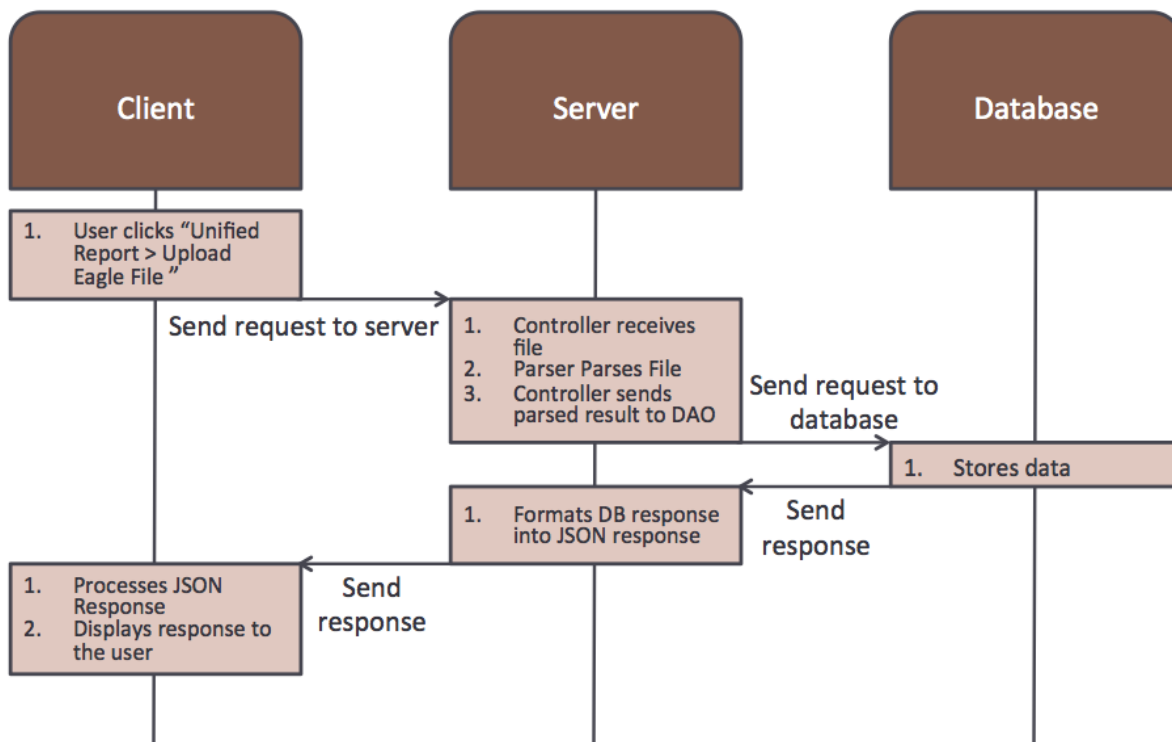 Client
Server
Database
1. User clicks “Unified
Report > Upload
Eagle File ”
Send request to server
1. Controller receives
file
2. Parser Parses File
3. Controller sends
parsed result to DAO
Send request to
database
1. Stores data
Send
response
1. Formats DB response
into JSON response
Send
response
1. Processes JSON
Response
2. Displays response to
the user